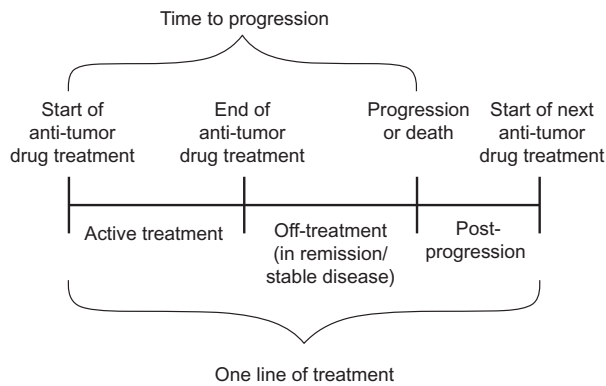 Time to progression
Start of
anti-tumor
drug treatment
End of
anti-tumor
drug treatment
Progression
or death
Start of next
anti-tumor
drug treatment
Active treatment
Off-treatment
(in remission/
stable disease)
Post-
progression
One line of treatment